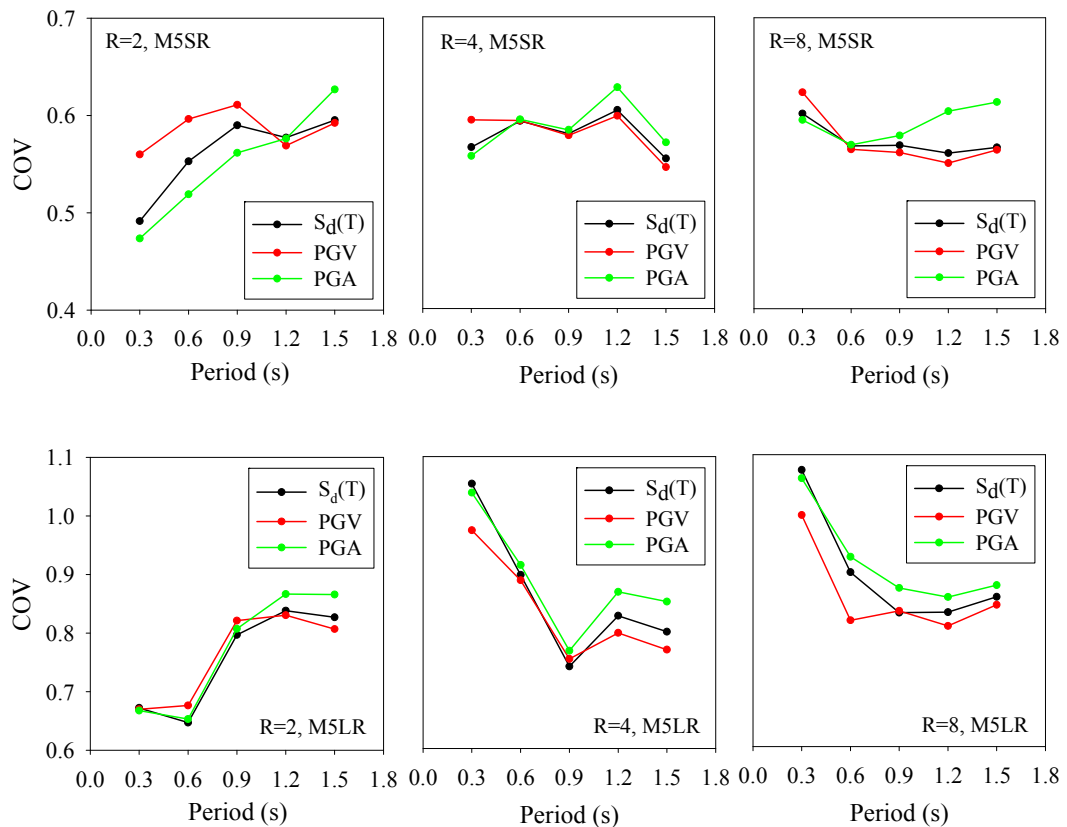 R=2, M5SR
R=4, M5SR
R=8, M5SR
0.7
0.6
0.5
0.4
COV
Sd(T)
PGV
PGA
Sd(T)
PGV
PGA
Sd(T)
PGV
PGA
0.0 0.3 0.6 0.9 1.2 1.5 1.8
0.0 0.3 0.6 0.9 1.2 1.5 1.8
0.0 0.3 0.6 0.9 1.2 1.5 1.8
Period (s)
Period (s)
Period (s)
1.1
1.0
0.9
0.8
0.7
0.6
COV
Sd(T)
PGV
PGA
Sd(T)
PGV
PGA
Sd(T)
PGV
PGA
R=2, M5LR
R=4, M5LR
R=8, M5LR
0.0 0.3 0.6 0.9 1.2 1.5 1.8
0.0 0.3 0.6 0.9 1.2 1.5 1.8
0.0 0.3 0.6 0.9 1.2 1.5 1.8
Period (s)
Period (s)
Period (s)